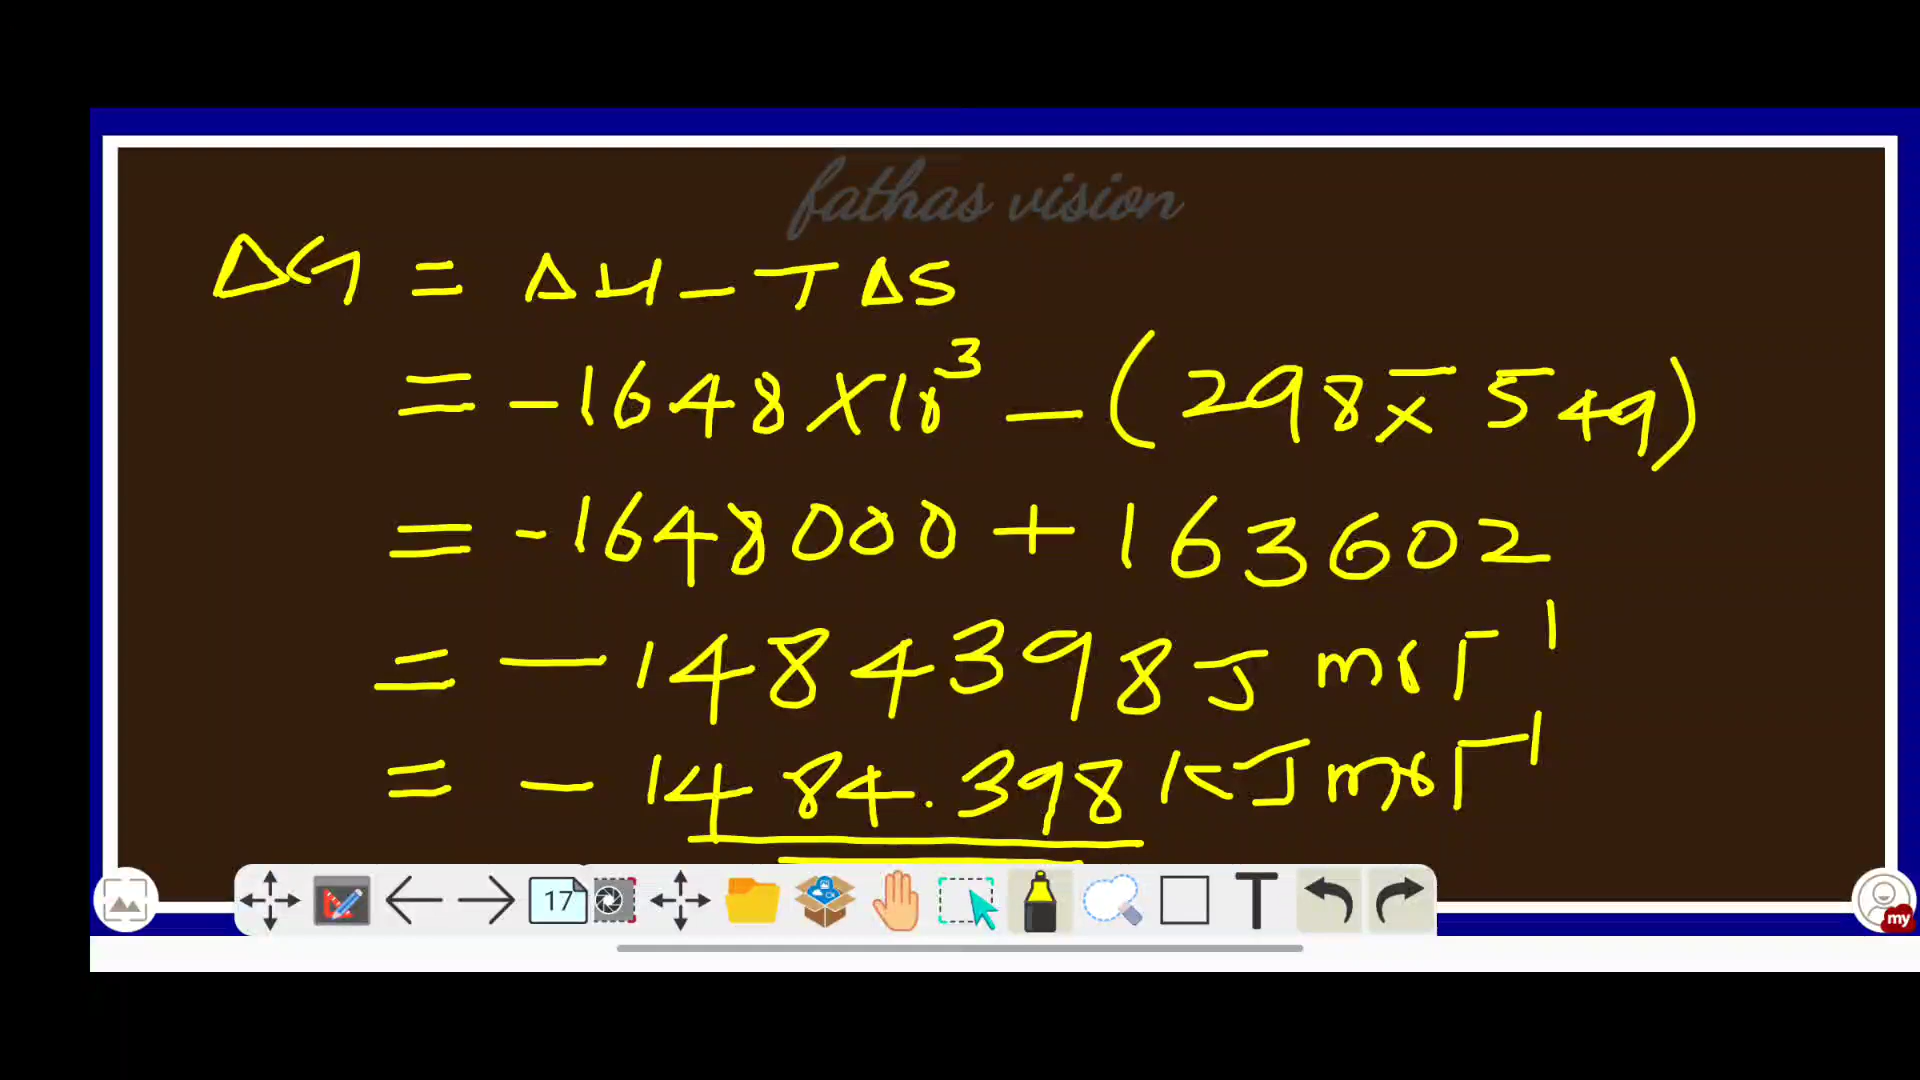 fathas vision
ΔG = ΔH - TΔS
= -1648 × 10³ - (298 × -549)
= -1648000 + 163602
= -1484398 J mol⁻¹
= -1484.398 kJ mol⁻¹
17
T
my